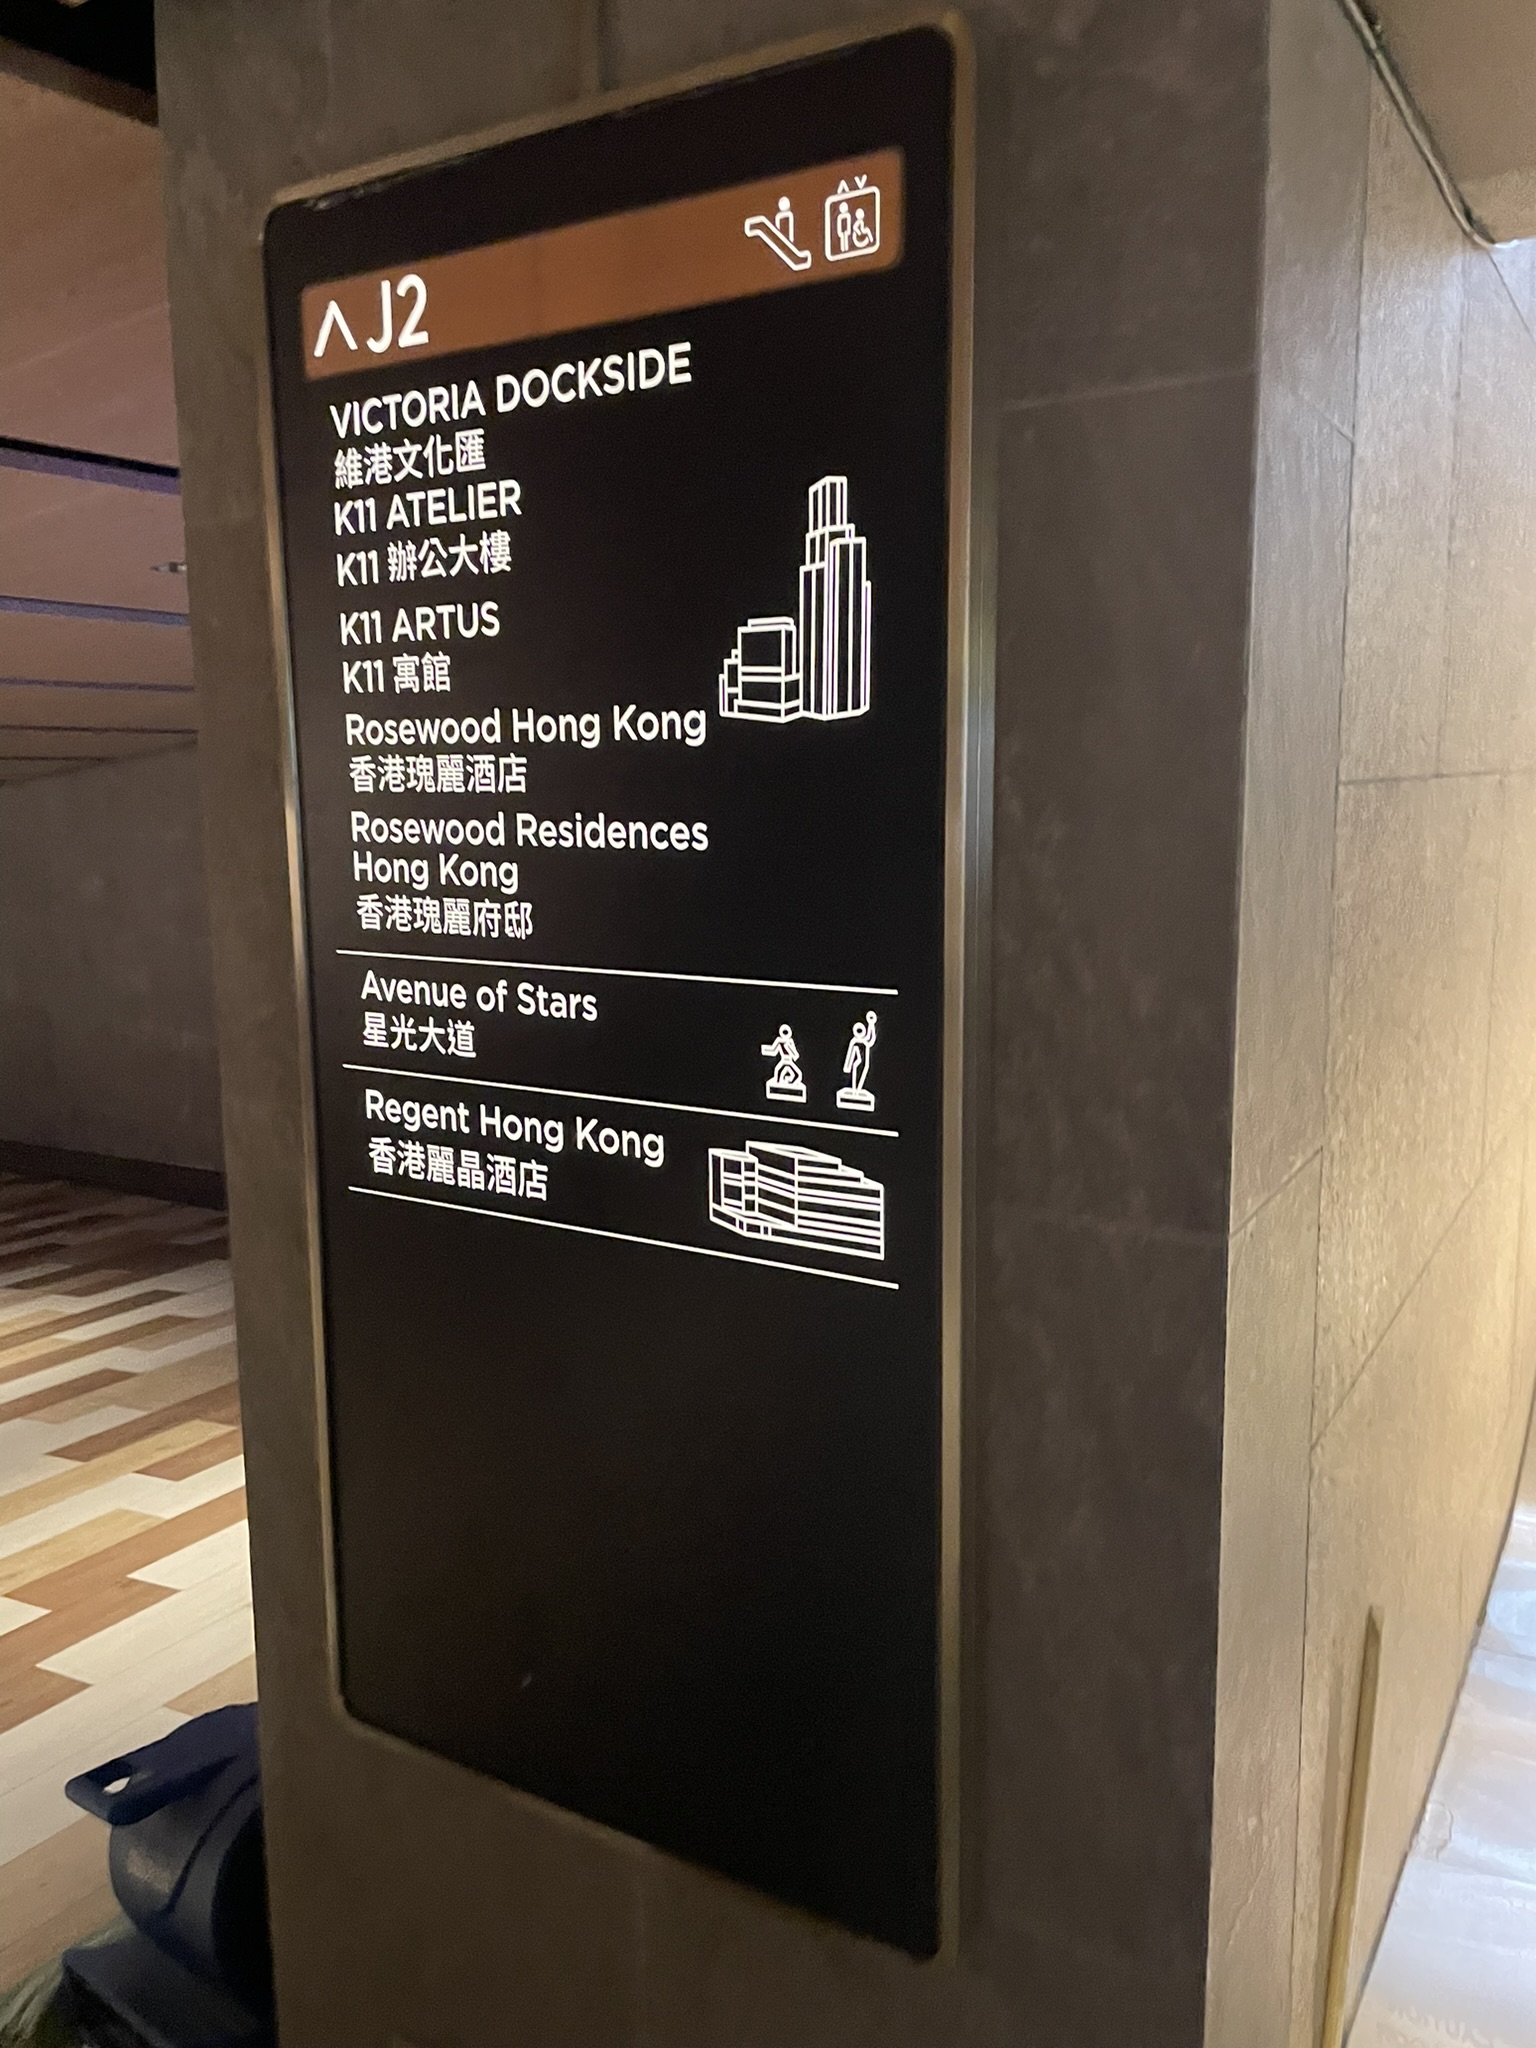 J2
VICTORIA DOCKSIDE
維港文化匯
K11 ATELIER
K11 辦公大樓
K11 ARTUS
K11 寓館
Rosewood Hong Kong
香港瑰麗酒店
Rosewood Residences
Hong Kong
香港瑰麗府邸
Avenue of Stars
星光大道
Regent Hong Kong
香港麗晶酒店